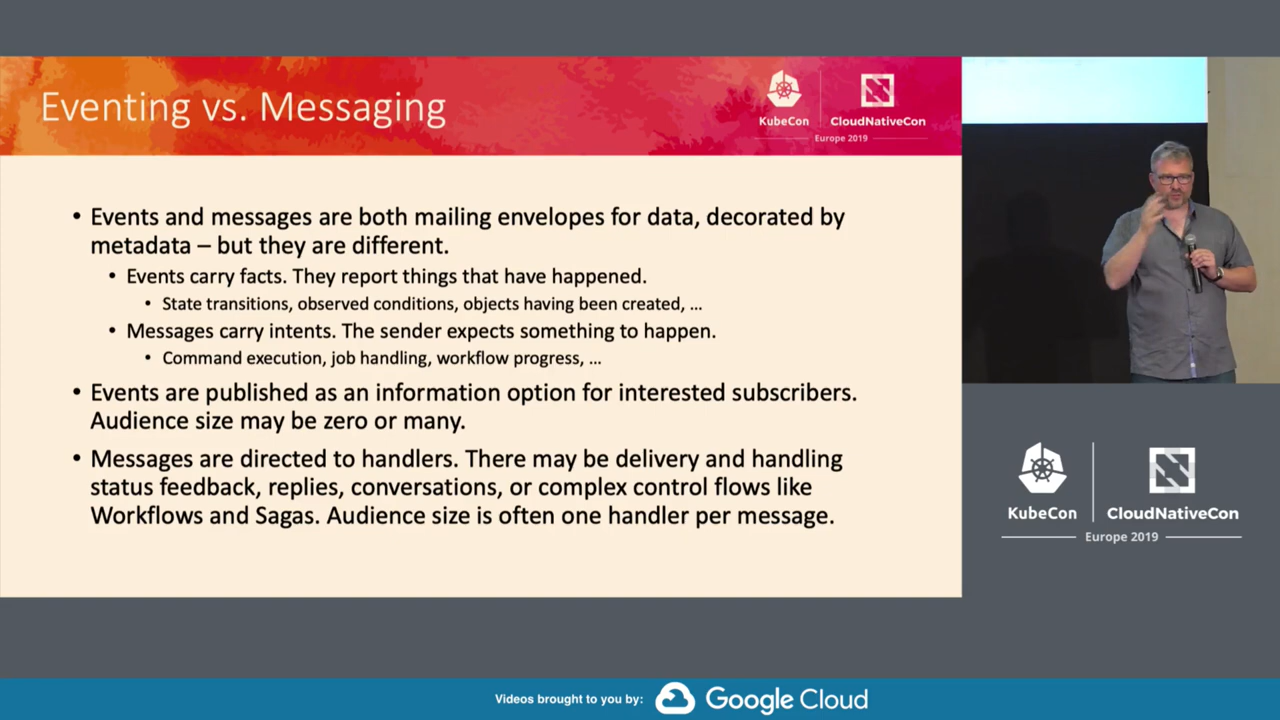 Eventing vs. Messaging
KubeCon
CloudNativeCon
Europe 2019
• Events and messages are both mailing envelopes for data, decorated by
metadata – but they are different.
• Events carry facts. They report things that have happened.
• State transitions, observed conditions, objects having been created, …
• Messages carry intents. The sender expects something to happen.
• Command execution, job handling, workflow progress, …
• Events are published as an information option for interested subscribers.
Audience size may be zero or many.
• Messages are directed to handlers. There may be delivery and handling
status feedback, replies, conversations, or complex control flows like
Workflows and Sagas. Audience size is often one handler per message.
KubeCon
CloudNativeCon
Europe 2019
Videos brought to you by:
Google Cloud